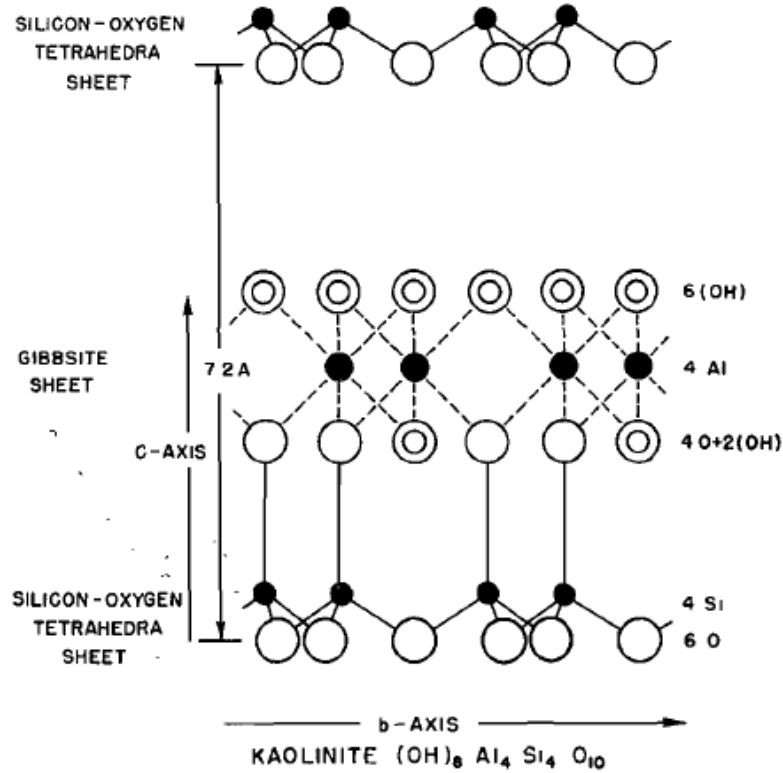 SILICON-OXYGEN
TETRAHEDRA
SHEET
6(OH)
GIBBSITE
SHEET
7 2 A
4 Al
C-AXIS
4 O+2(OH)
SILICON-OXYGEN
TETRAHEDRA
SHEET
4 Si
6 O
b-AXIS
KAOLINITE (OH)₈ Al₄ Si₄ O₁₀